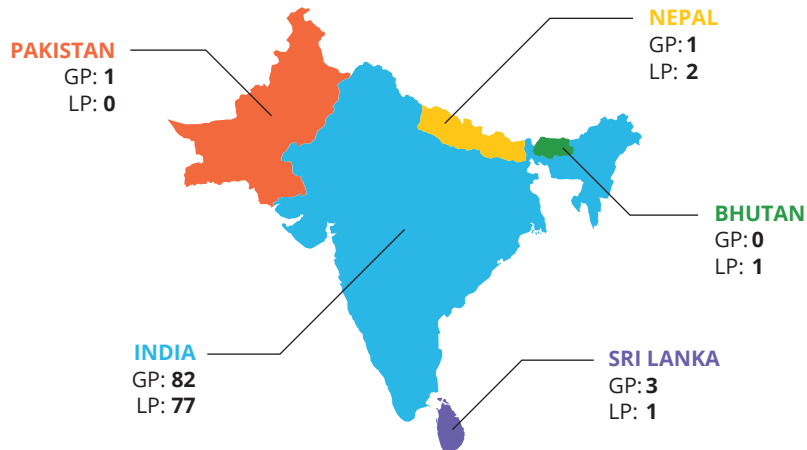 PAKISTAN
GP: 1
LP: 0
NEPAL
GP: 1
LP: 2
BHUTAN
GP: 0
LP: 1
INDIA
GP: 82
LP: 77
SRI LANKA
GP: 3
LP: 1